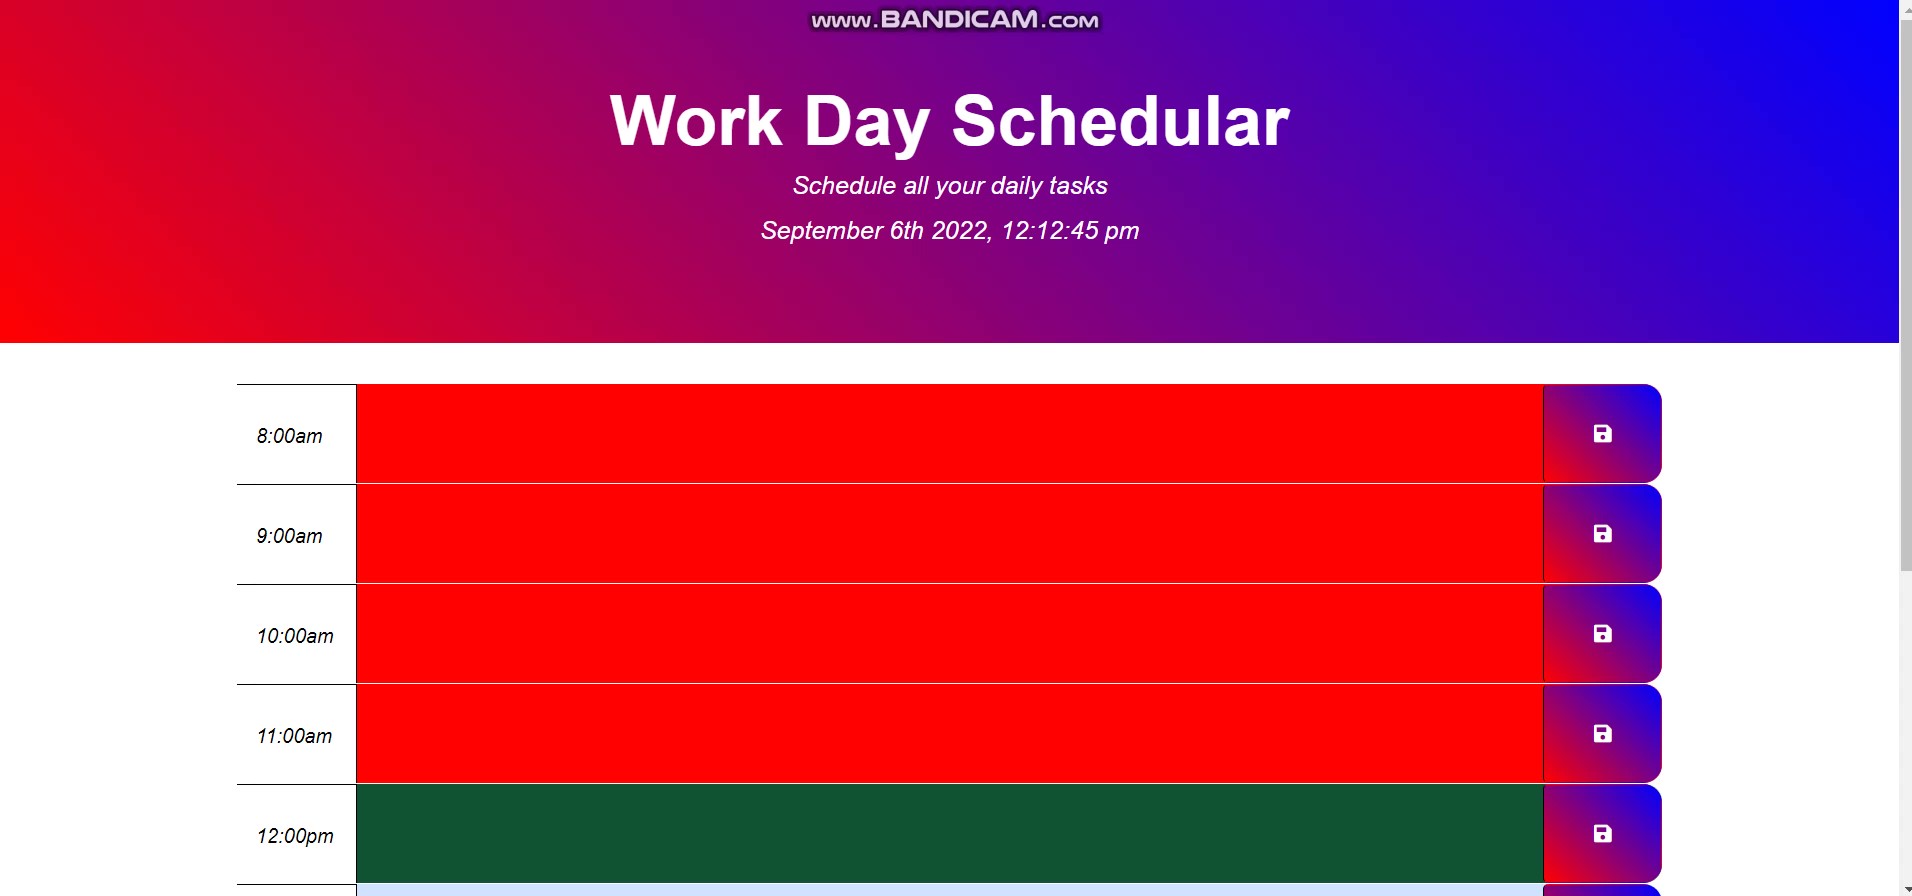 www.BANDICAM.com
Work Day Schedular
Schedule all your daily tasks
September 6th 2022, 12:12:45 pm
8:00am
9:00am
10:00am
11:00am
12:00pm